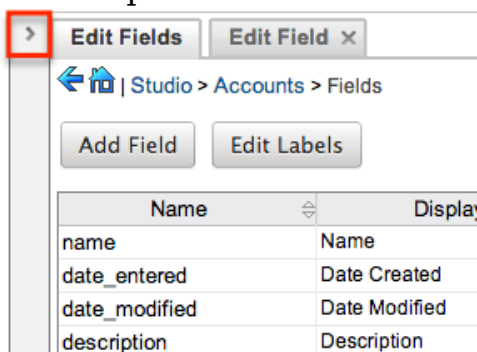 Edit Fields Edit Field ×
| Studio > Accounts > Fields
Add Field Edit Labels
Name Display
name Name
date_entered Date Created
date_modified Date Modified
description Description